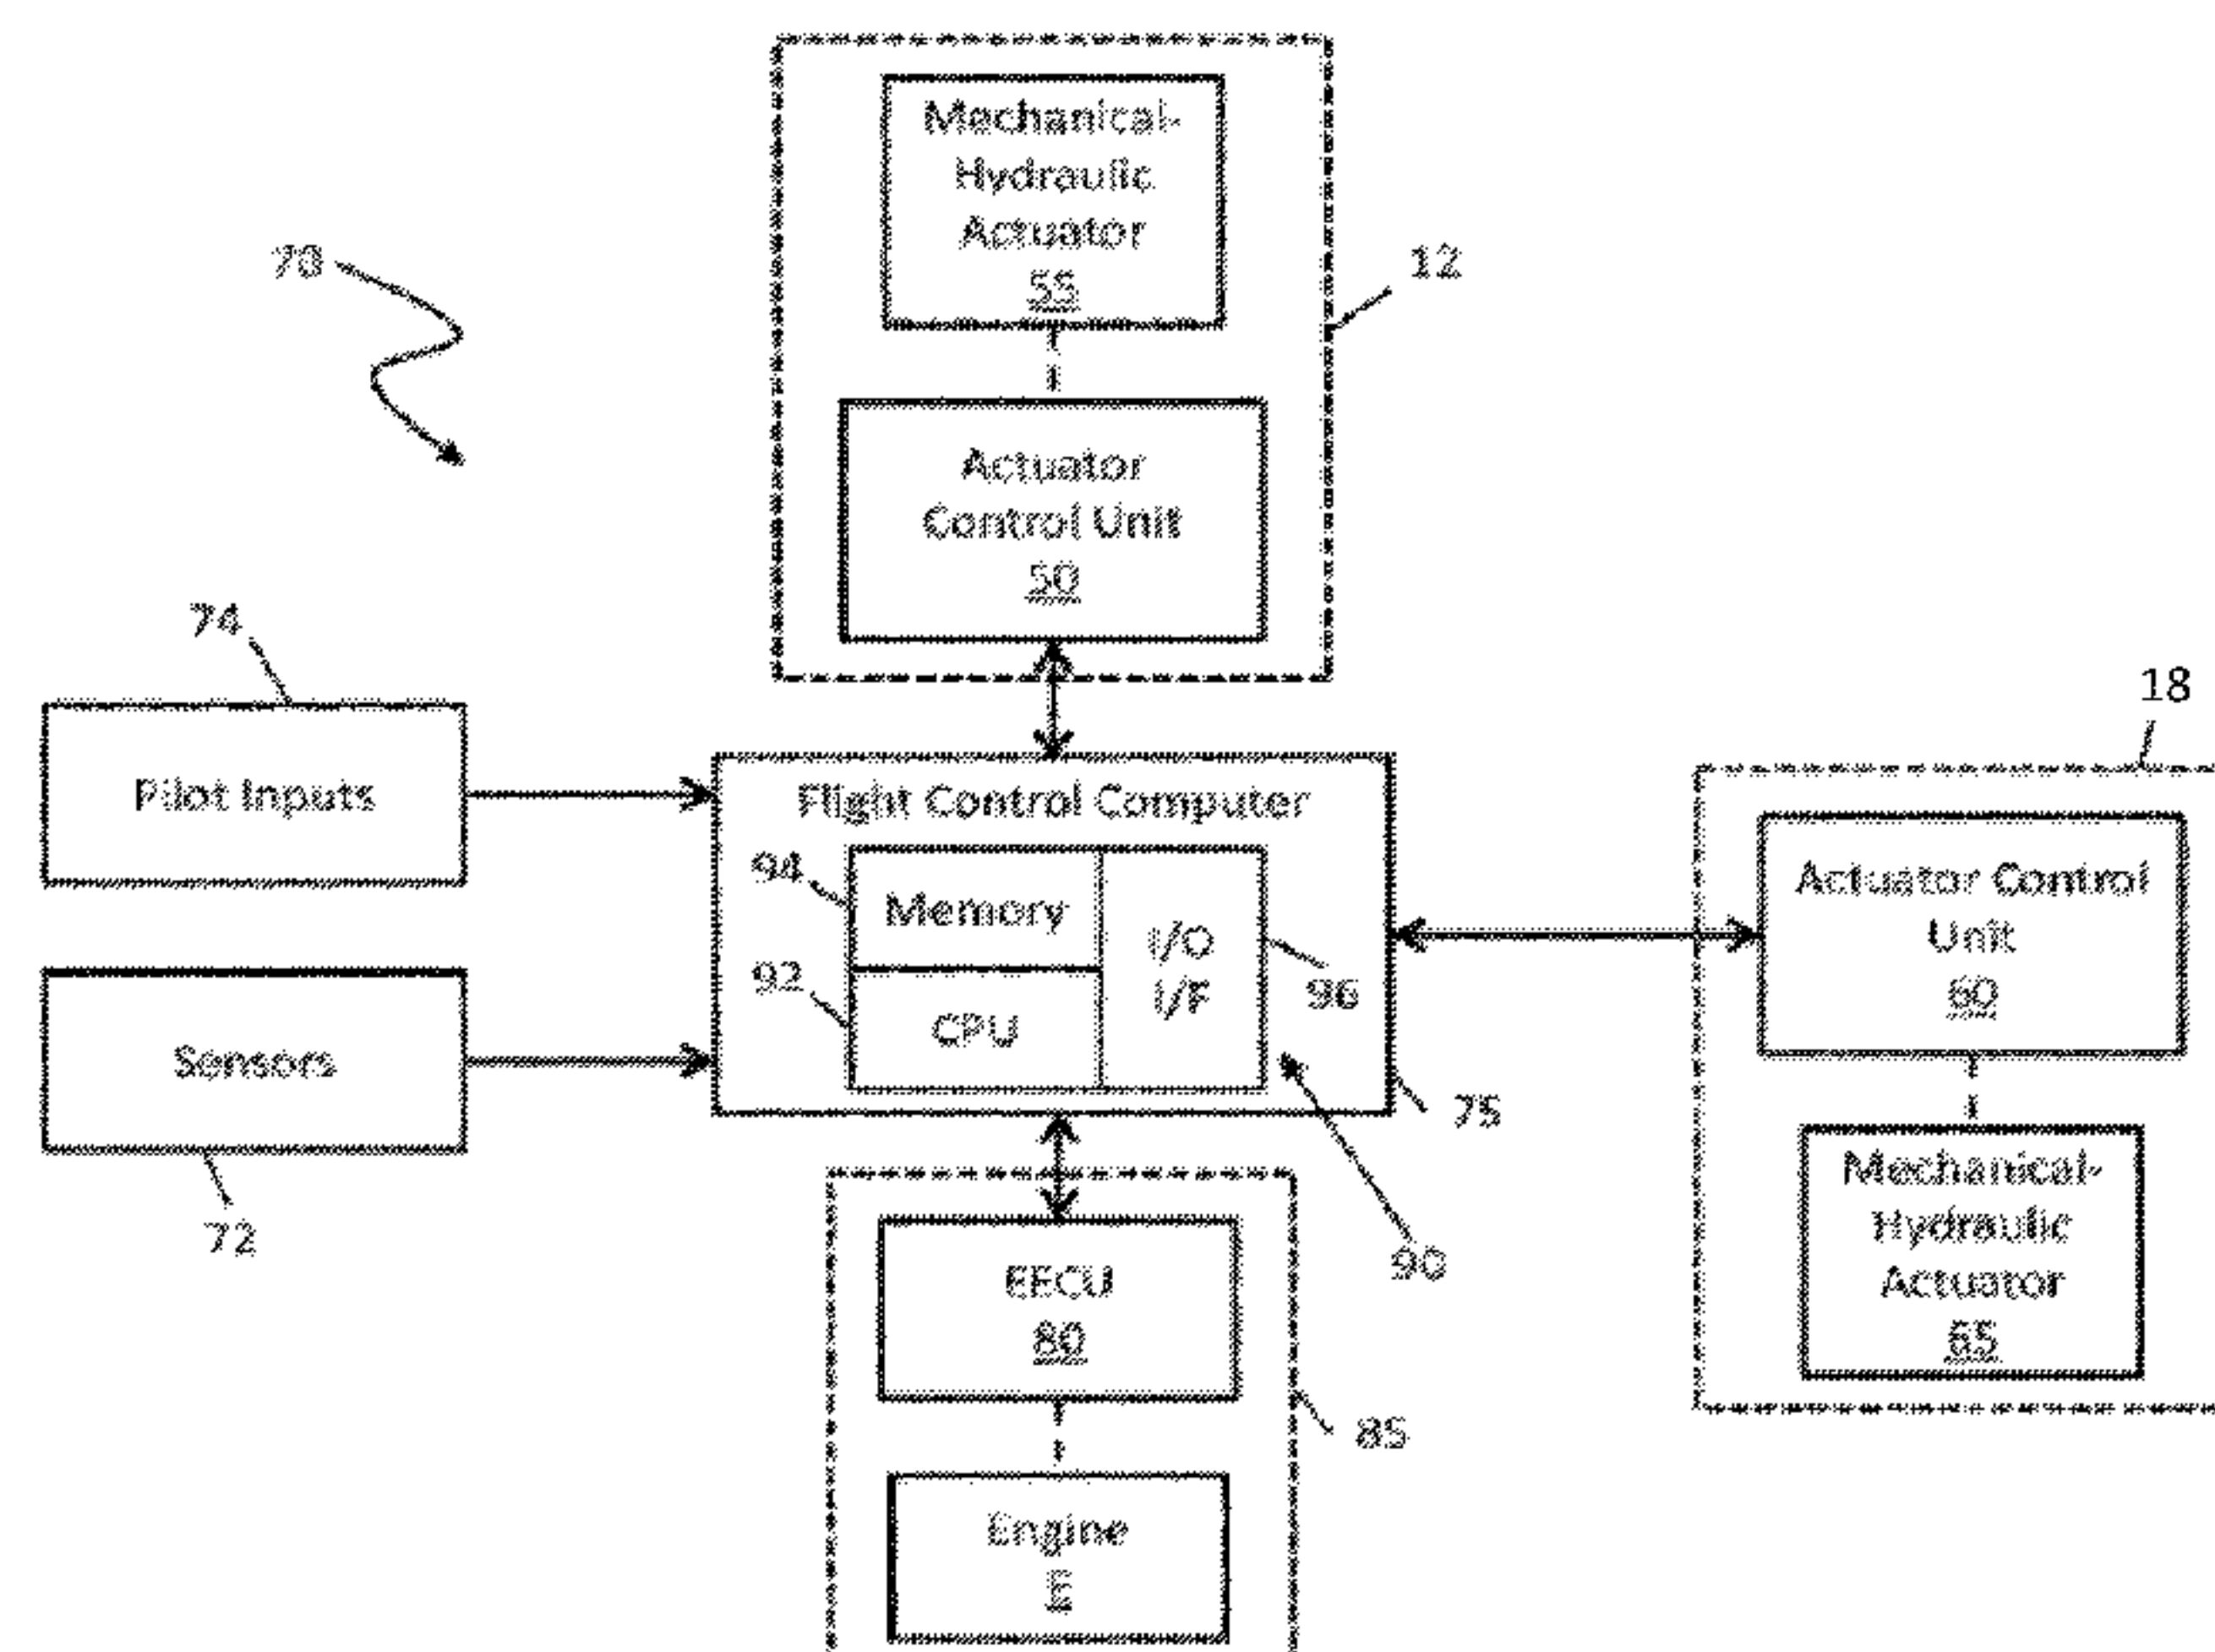 Mechanical-
Hydraulic
Actuator
55
12
70
Actuator
Control Unit
50
74
Pilot Inputs
18
Flight Control Computer
94
Memory
I/O
I/F
92
CPU
96
Actuator Control
Unit
60
Sensors
72
75
90
Mechanical-
Hydraulic
Actuator
65
EECU
80
85
Engine
E